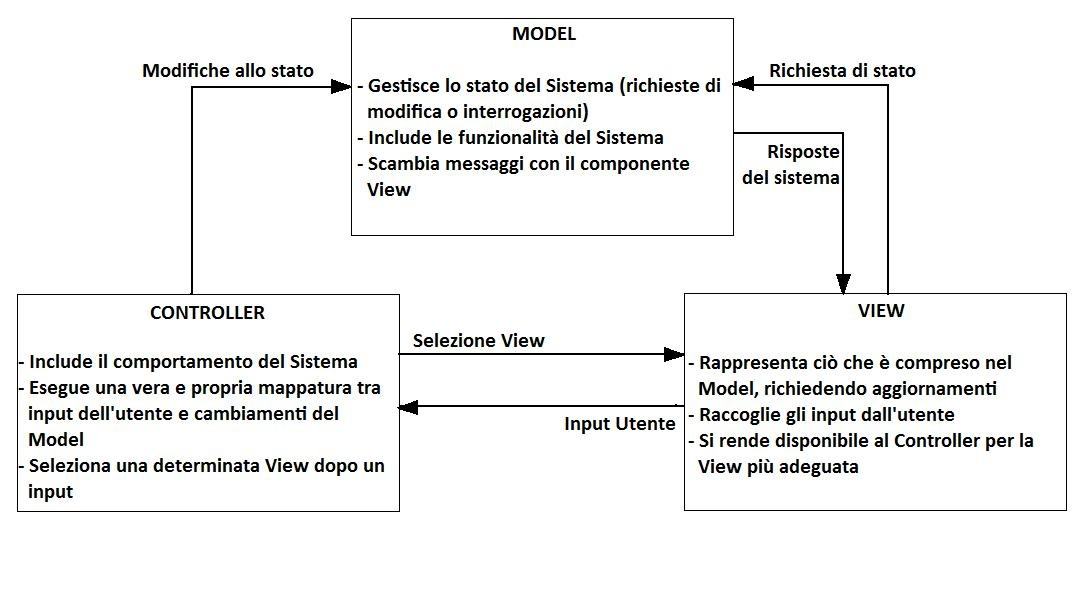 MODEL
Modifiche allo stato
Richiesta di stato
- Gestisce lo stato del Sistema (richieste di
modifica o interrogazioni)
- Include le funzionalità del Sistema
- Scambia messaggi con il componente
View
Risposte
del sistema
CONTROLLER
- Include il comportamento del Sistema
- Esegue una vera e propria mappatura tra
input dell'utente e cambiamenti del
Model
- Seleziona una determinata View dopo un
input
Selezione View
Input Utente
VIEW
- Rappresenta ciò che è compreso nel
Model, richiedendo aggiornamenti
- Raccoglie gli input dall'utente
- Si rende disponibile al Controller per la
View più adeguata